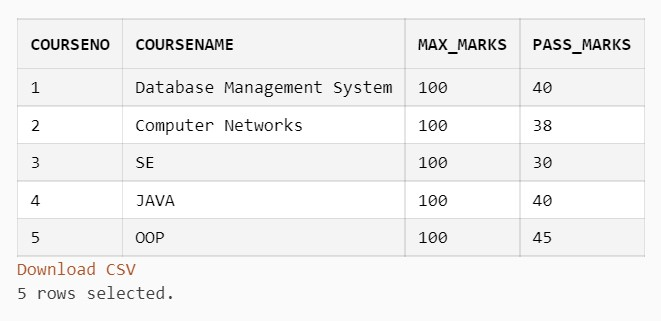 COURSENO COURSENAME MAX_MARKS PASS_MARKS
1 Database Management System 100 40
2 Computer Networks 100 38
3 SE 100 30
4 JAVA 100 40
5 OOP 100 45
Download CSV
5 rows selected.